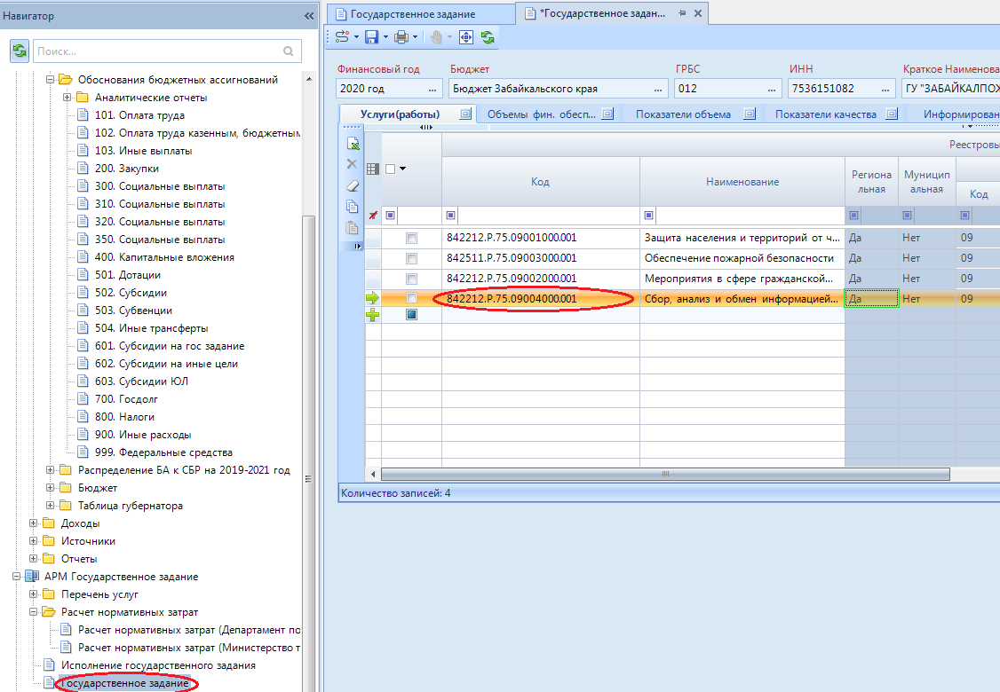 Навигатор
Поиск...
Обоснования бюджетных ассигнований
Аналитические отчеты
101. Оплата труда
102. Оплата труда казенным, бюджетным
103. Иные выплаты
200. Закупки
300. Социальные выплаты
310. Социальные выплаты
320. Социальные выплаты
350. Социальные выплаты
400. Капитальные вложения
501. Дотации
502. Субсидии
503. Субвенции
504. Иные трансферты
601. Субсидии на гос задание
602. Субсидии на иные цели
603. Субсидии ЮЛ
700. Госдолг
800. Налоги
900. Иные расходы
999. Федеральные средства
Распределение БА к СБР на 2019-2021 год
Бюджет
Таблица губернатора
Доходы
Источники
Отчеты
АРМ Государственное задание
Перечень услуг
Расчет нормативных затрат
Расчет нормативных затрат (Департамент по
Расчет нормативных затрат (Министерство т
Исполнение государственного задания
Государственное задание
Государственное задание *Государственное задан...
Финансовый год Бюджет ГРБС ИНН Краткое Наименова
2020 год ... Бюджет Забайкальского края ... 012 ... 7536151082 ... ГУ "ЗАБАЙКАЛПОЖ
Услуги(работы) Объемы фин. обесп... Показатели объема Показатели качества Информирован
Реестровы
Код Наименование Региона Муницип
льная альная Код
842212.Р.75.09001000.001 Защита населения и территорий от ч... Да Нет 09
842511.Р.75.09003000.001 Обеспечение пожарной безопасности Да Нет 09
842212.Р.75.09002000.001 Мероприятия в сфере гражданской... Да Нет 09
842212.Р.75.09004000.001 Сбор, анализ и обмен информацией... Да Нет 09
Количество записей: 4